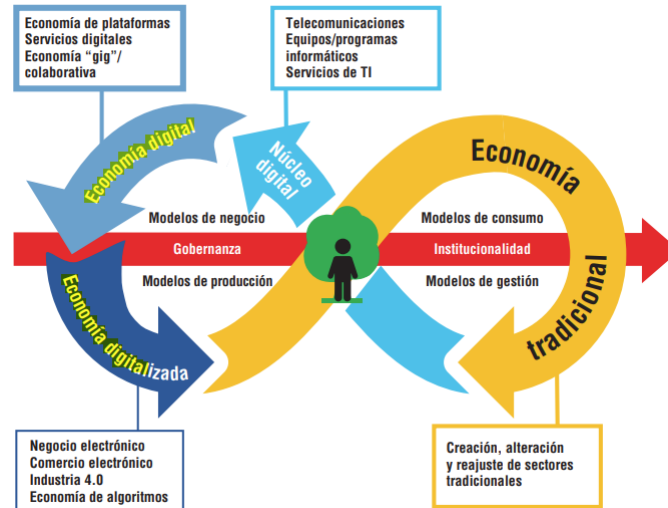 Economía de plataformas
Servicios digitales
Economía “gig”/
colaborativa
Telecomunicaciones
Equipos/programas
informáticos
Servicios de TI
Economía digital
Núcleo
digital
Economía
tradicional
Modelos de negocio
Modelos de consumo
Gobernanza
Institucionalidad
Modelos de producción
Modelos de gestión
Economía digitalizada
Negocio electrónico
Comercio electrónico
Industria 4.0
Economía de algoritmos
Creación, alteración
y reajuste de sectores
tradicionales